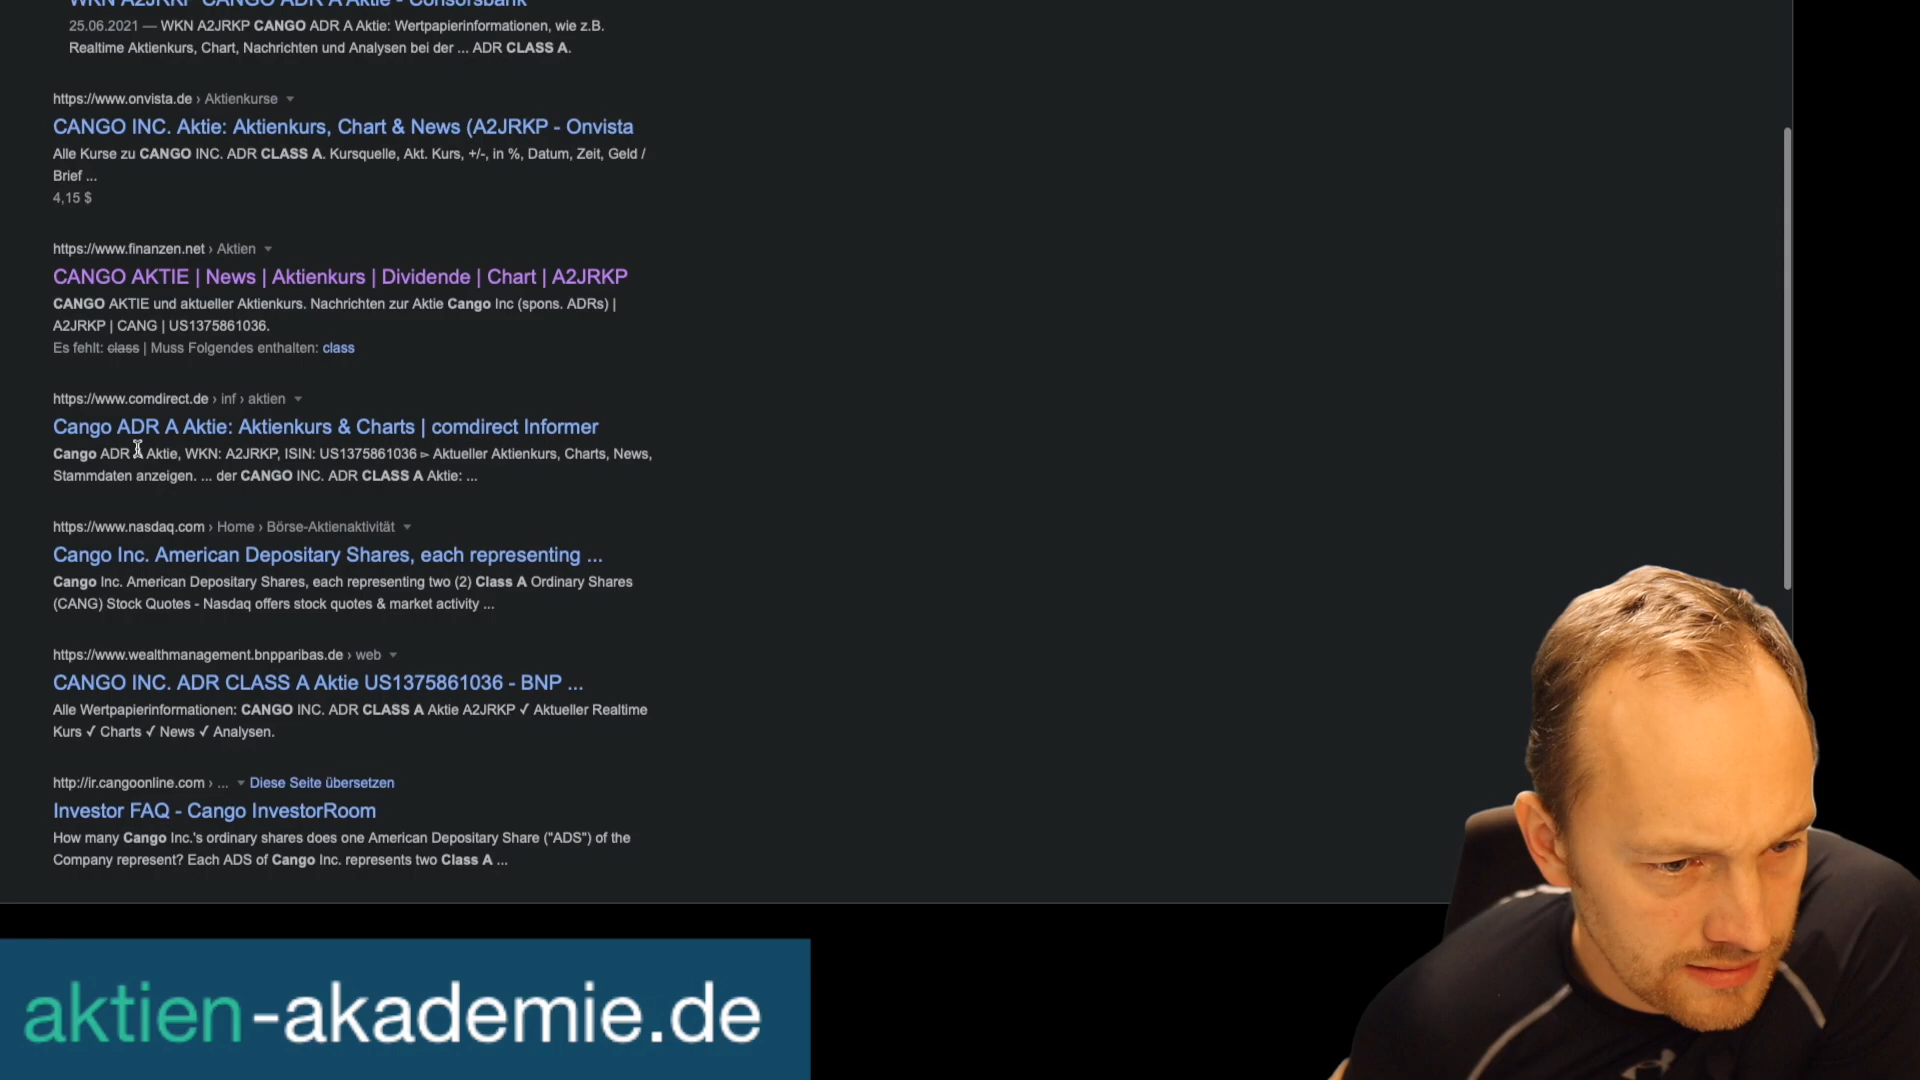 WKN A2JRKP CANGO ADR A Aktie - Consorsbank
25.06.2021 — WKN A2JRKP CANGO ADR A Aktie: Wertpapierinformationen, wie z.B.
Realtime Aktienkurs, Chart, Nachrichten und Analysen bei der ... ADR CLASS A.
https://www.onvista.de › Aktienkurse
CANGO INC. Aktie: Aktienkurs, Chart & News (A2JRKP - Onvista
Alle Kurse zu CANGO INC. ADR CLASS A. Kursquelle, Akt. Kurs, +/-, in %, Datum, Zeit, Geld /
Brief ...
4,15 $
https://www.finanzen.net › Aktien
CANGO AKTIE | News | Aktienkurs | Dividende | Chart | A2JRKP
CANGO AKTIE und aktueller Aktienkurs. Nachrichten zur Aktie Cango Inc (spons. ADRs) |
A2JRKP | CANG | US1375861036.
Es fehlt: class | Muss Folgendes enthalten: class
https://www.comdirect.de › inf › aktien
Cango ADR A Aktie: Aktienkurs & Charts | comdirect Informer
Cango ADR A Aktie, WKN: A2JRKP, ISIN: US1375861036 ▻ Aktueller Aktienkurs, Charts, News,
Stammdaten anzeigen. ... der CANGO INC. ADR CLASS A Aktie: ...
https://www.nasdaq.com › Home › Börse-Aktienaktivität
Cango Inc. American Depositary Shares, each representing ...
Cango Inc. American Depositary Shares, each representing two (2) Class A Ordinary Shares
(CANG) Stock Quotes - Nasdaq offers stock quotes & market activity ...
https://www.wealthmanagement.bnpparibas.de › web
CANGO INC. ADR CLASS A Aktie US1375861036 - BNP ...
Alle Wertpapierinformationen: CANGO INC. ADR CLASS A Aktie A2JRKP ✓ Aktueller Realtime
Kurs ✓ Charts ✓ News ✓ Analysen.
http://ir.cangoonline.com › ... Diese Seite übersetzen
Investor FAQ - Cango InvestorRoom
How many Cango Inc.'s ordinary shares does one American Depositary Share ("ADS") of the
Company represent? Each ADS of Cango Inc. represents two Class A ...
aktien-akademie.de